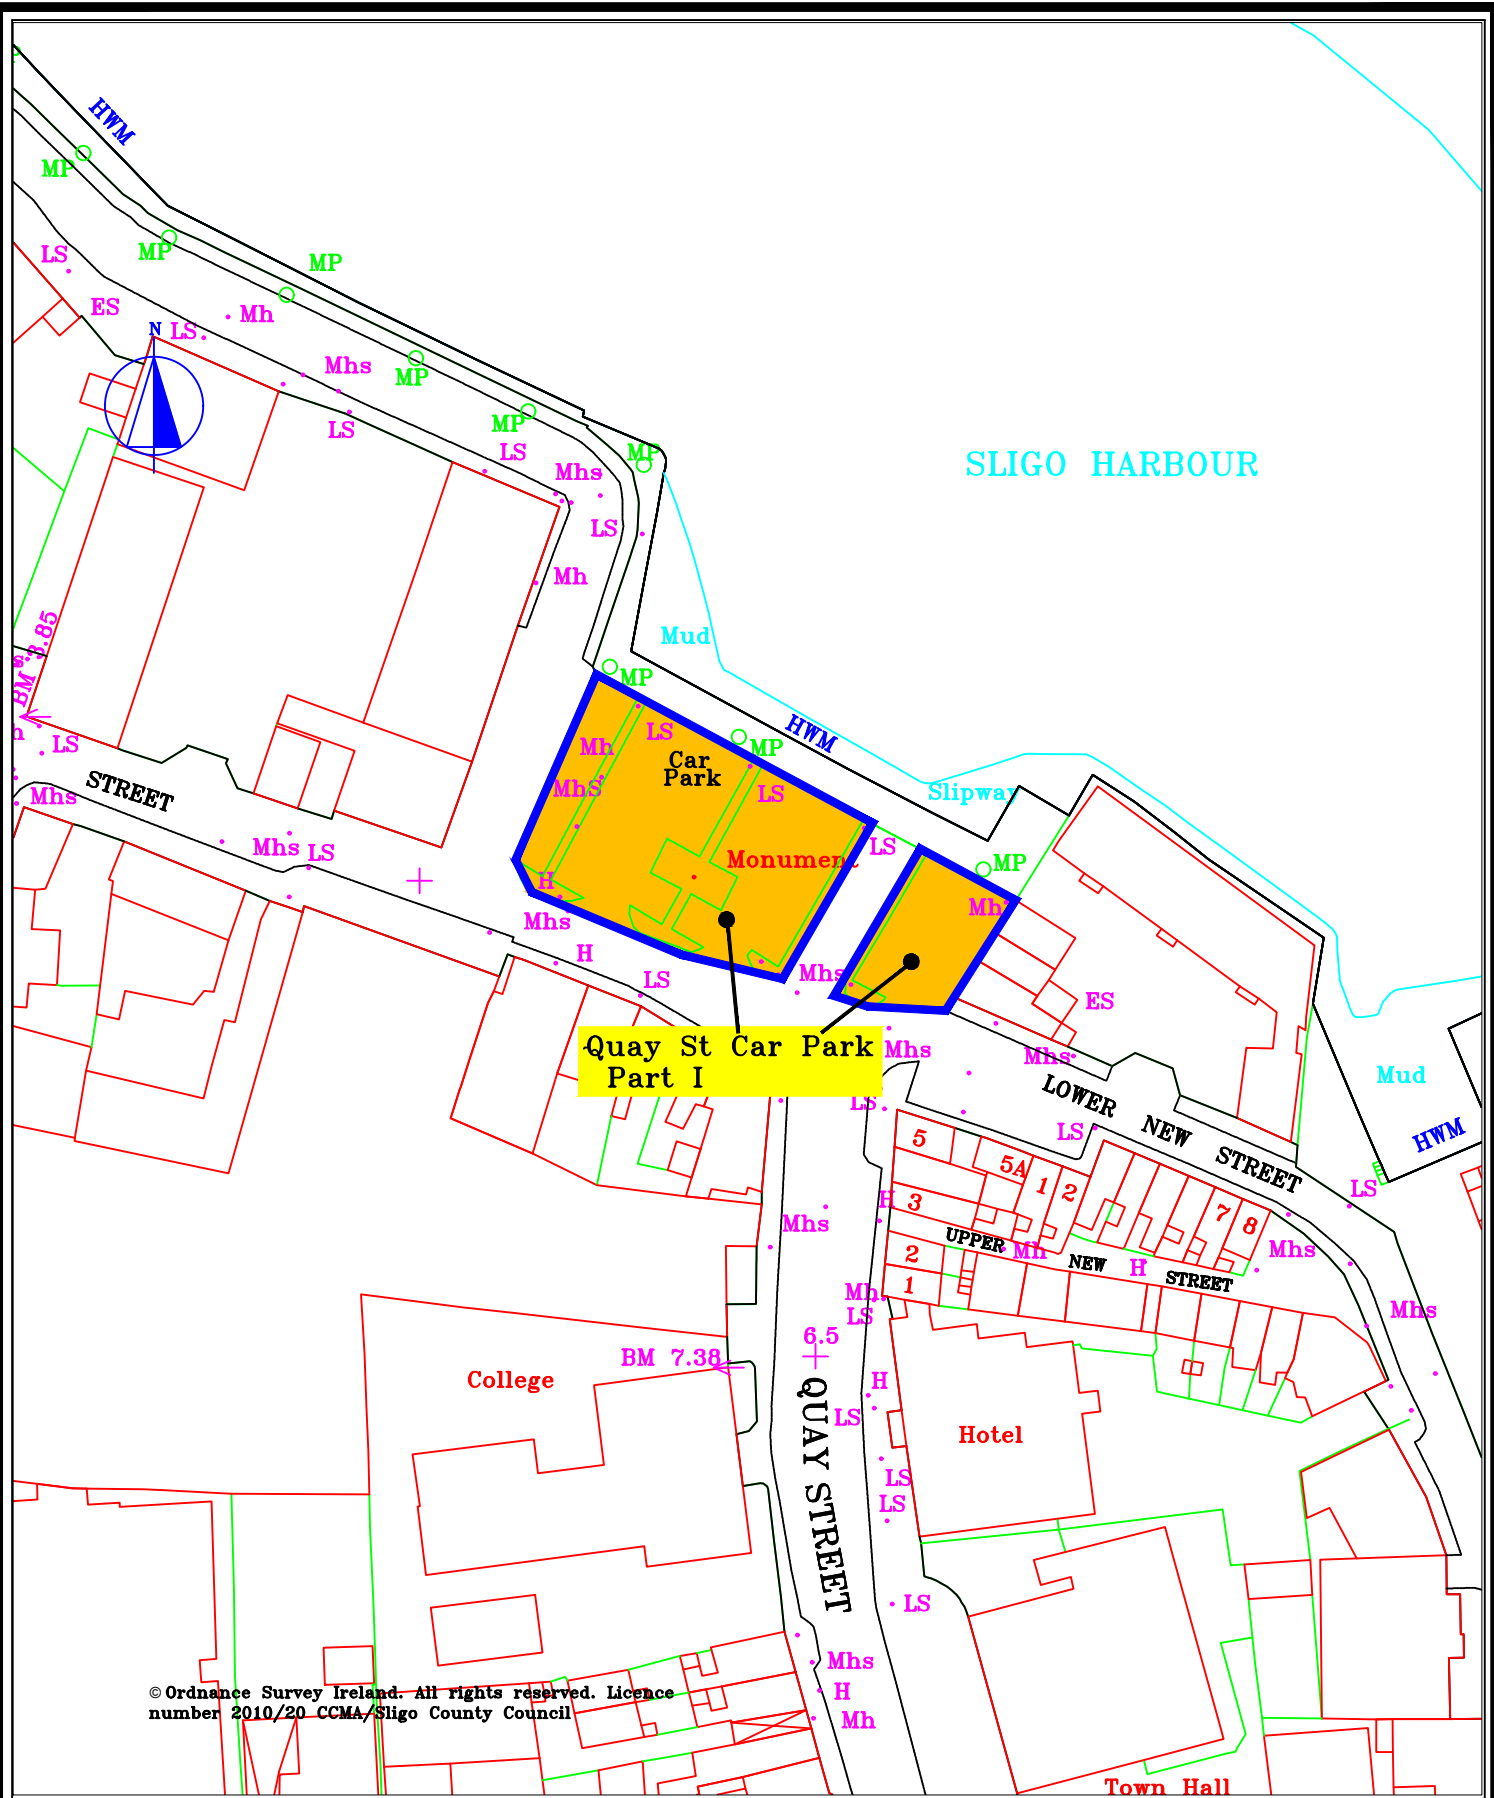 HWM
MP
MP
MP
LS
ES
Mh
N
LS
Mhs
MP
LS
MP
LS
MP
Mhs
SLIGO HARBOUR
LS
Mh
BM 3.85
Mud
MP
LS
HWM
Mh
LS
MP
Car
Park
STREET
Mhs
MhS
LS
Slipway
Mhs
LS
LS
Monument
MP
H
Mh
Mhs
H
Mhs
LS
ES
Quay St Car Park
Part I
Mhs
Mhs
Mud
LOWER NEW STREET
LS
LS
HWM
5
5A
1
2
LS
H
3
7
8
Mhs
UPPER NEW STREET
Mh
H
Mhs
2
1
Mh
LS
Mhs
6.5
BM 7.38
College
H
LS
QUAY STREET
Hotel
LS
LS
LS
Mhs
H
Mh
© Ordnance Survey Ireland. All rights reserved. Licence
number 2010/20 CCMA/Sligo County Council
Town Hall